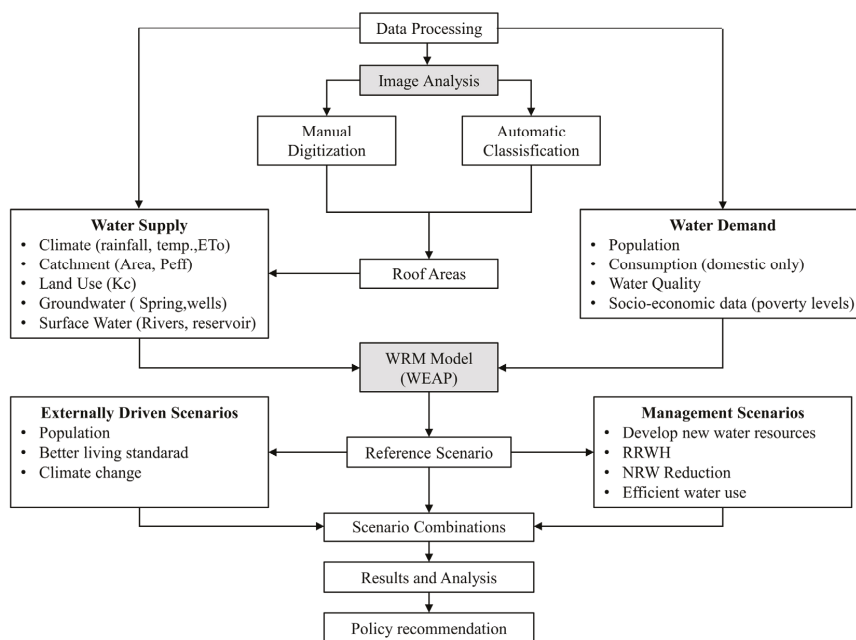 Data Processing
Image Analysis
Manual
Digitization
Automatic
Classisfication
Water Supply
• Climate (rainfall, temp.,ETo)
• Catchment (Area, Peff)
• Land Use (Kc)
• Groundwater ( Spring,wells)
• Surface Water (Rivers, reservoir)
Roof Areas
Water Demand
• Population
• Consumption (domestic only)
• Water Quality
• Socio-economic data (poverty levels)
WRM Model
(WEAP)
Externally Driven Scenarios
• Population
• Better living standarad
• Climate change
Reference Scenario
Management Scenarios
• Develop new water resources
• RRWH
• NRW Reduction
• Efficient water use
Scenario Combinations
Results and Analysis
Policy recommendation